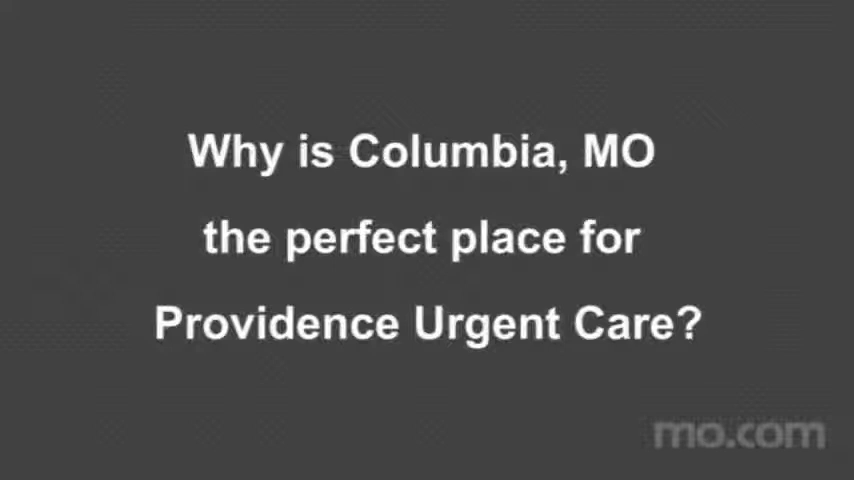 Why is Columbia, MO
the perfect place for
Providence Urgent Care?
mo.com